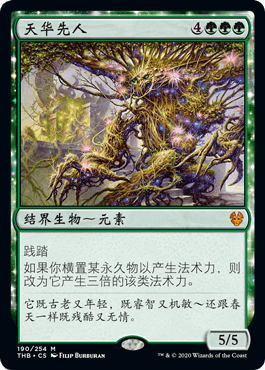 天华先人 4
结界生物～元素
践踏
如果你横置某永久物以产生法术力，则
改为它产生三倍的该类法术力。
它既古老又年轻，既睿智又机敏～还跟春
天一样既残酷又无情。
5/5
190/254 M
THB • CS FILIP BURBURAN
™ & © 2020 Wizards of the Coast